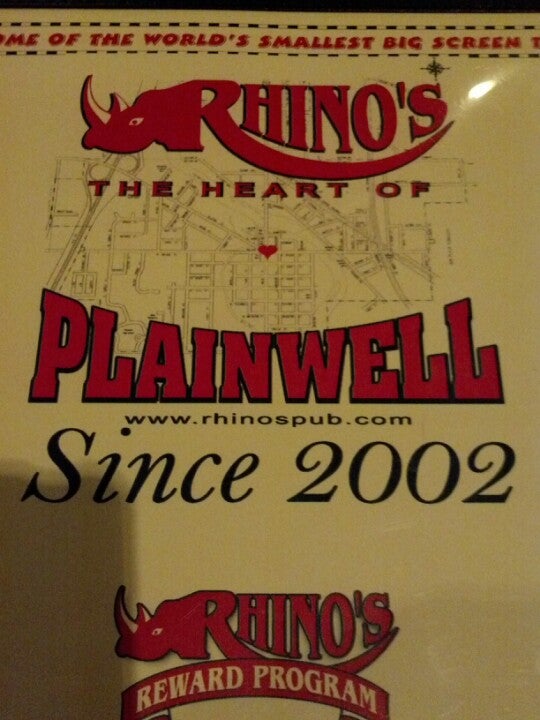 OME OF THE WORLD'S SMALLEST BIG SCREEN T
RHINO'S
THE HEART OF
PLAINWELL
www.rhinospub.com
Since 2002
RHINO'S
REWARD PROGRAM